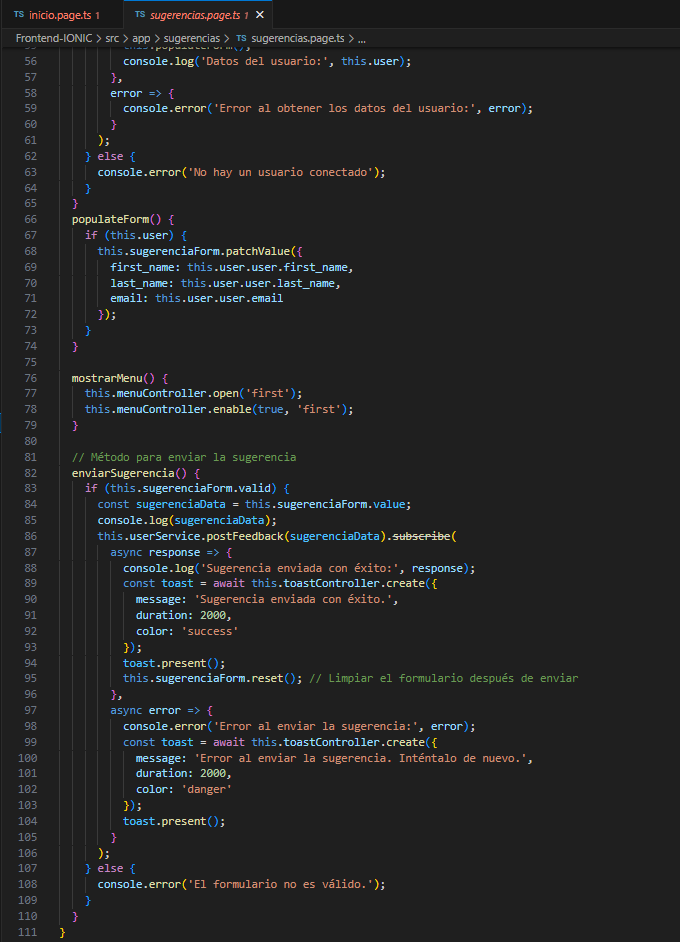 TS inicio.page.ts 1 TS sugerencias.page.ts 1 ×
Frontend-IONIC > src > app > sugerencias > TS sugerencias.page.ts > ...
55 this.populateForm();
56 console.log('Datos del usuario:', this.user);
57 },
58 error => {
59 console.error('Error al obtener los datos del usuario:', error);
60 }
61 );
62 } else {
63 console.error('No hay un usuario conectado');
64 }
65 }
66 populateForm() {
67 if (this.user) {
68 this.sugerenciaForm.patchValue({
69 first_name: this.user.user.first_name,
70 last_name: this.user.user.last_name,
71 email: this.user.user.email
72 });
73 }
74 }
75
76 mostrarMenu() {
77 this.menuController.open('first');
78 this.menuController.enable(true, 'first');
79 }
80
81 // Método para enviar la sugerencia
82 enviarSugerencia() {
83 if (this.sugerenciaForm.valid) {
84 const sugerenciaData = this.sugerenciaForm.value;
85 console.log(sugerenciaData);
86 this.userService.postFeedback(sugerenciaData).subscribe(
87 async response => {
88 console.log('Sugerencia enviada con éxito:', response);
89 const toast = await this.toastController.create({
90 message: 'Sugerencia enviada con éxito.',
91 duration: 2000,
92 color: 'success'
93 });
94 toast.present();
95 this.sugerenciaForm.reset(); // Limpiar el formulario después de enviar
96 },
97 async error => {
98 console.error('Error al enviar la sugerencia:', error);
99 const toast = await this.toastController.create({
100 message: 'Error al enviar la sugerencia. Inténtalo de nuevo.',
101 duration: 2000,
102 color: 'danger'
103 });
104 toast.present();
105 }
106 );
107 } else {
108 console.error('El formulario no es válido.');
109 }
110 }
111 }